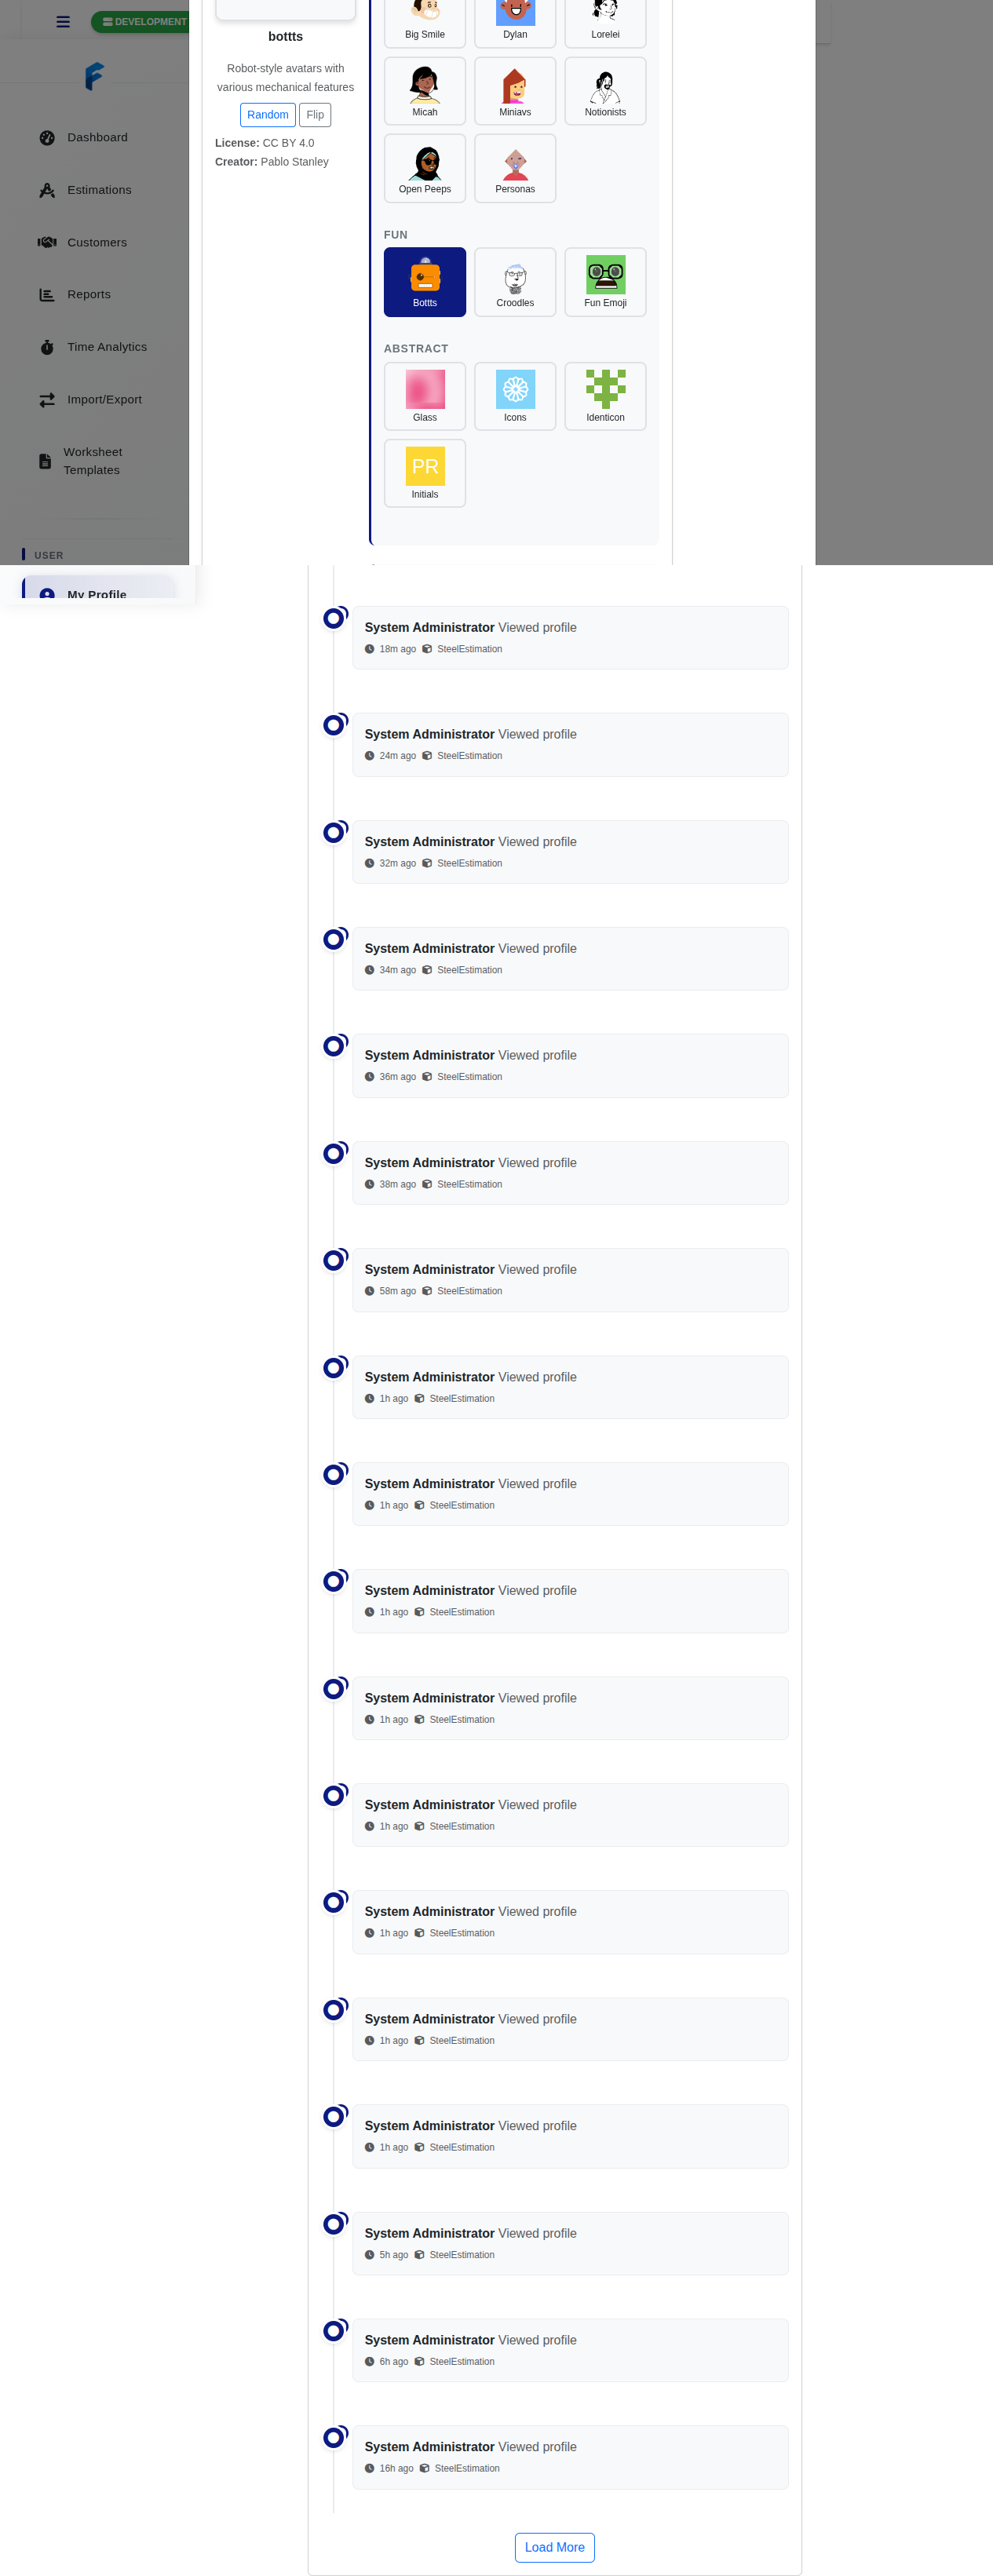 DEVELOPMENT
Dashboard
Estimations
Customers
Reports
Time Analytics
Import/Export
Worksheet
Templates
USER
My Profile
bottts
Robot-style avatars with
various mechanical features
Random Flip
License: CC BY 4.0
Creator: Pablo Stanley
Big Smile Dylan Lorelei
Micah Miniavs Notionists
Open Peeps Personas
FUN
Bottts Croodles Fun Emoji
ABSTRACT
Glass Icons Identicon
PR
Initials
System Administrator Viewed profile
18m ago SteelEstimation
System Administrator Viewed profile
24m ago SteelEstimation
System Administrator Viewed profile
32m ago SteelEstimation
System Administrator Viewed profile
34m ago SteelEstimation
System Administrator Viewed profile
36m ago SteelEstimation
System Administrator Viewed profile
38m ago SteelEstimation
System Administrator Viewed profile
58m ago SteelEstimation
System Administrator Viewed profile
1h ago SteelEstimation
System Administrator Viewed profile
1h ago SteelEstimation
System Administrator Viewed profile
1h ago SteelEstimation
System Administrator Viewed profile
1h ago SteelEstimation
System Administrator Viewed profile
1h ago SteelEstimation
System Administrator Viewed profile
1h ago SteelEstimation
System Administrator Viewed profile
1h ago SteelEstimation
System Administrator Viewed profile
1h ago SteelEstimation
System Administrator Viewed profile
5h ago SteelEstimation
System Administrator Viewed profile
6h ago SteelEstimation
System Administrator Viewed profile
16h ago SteelEstimation
Load More